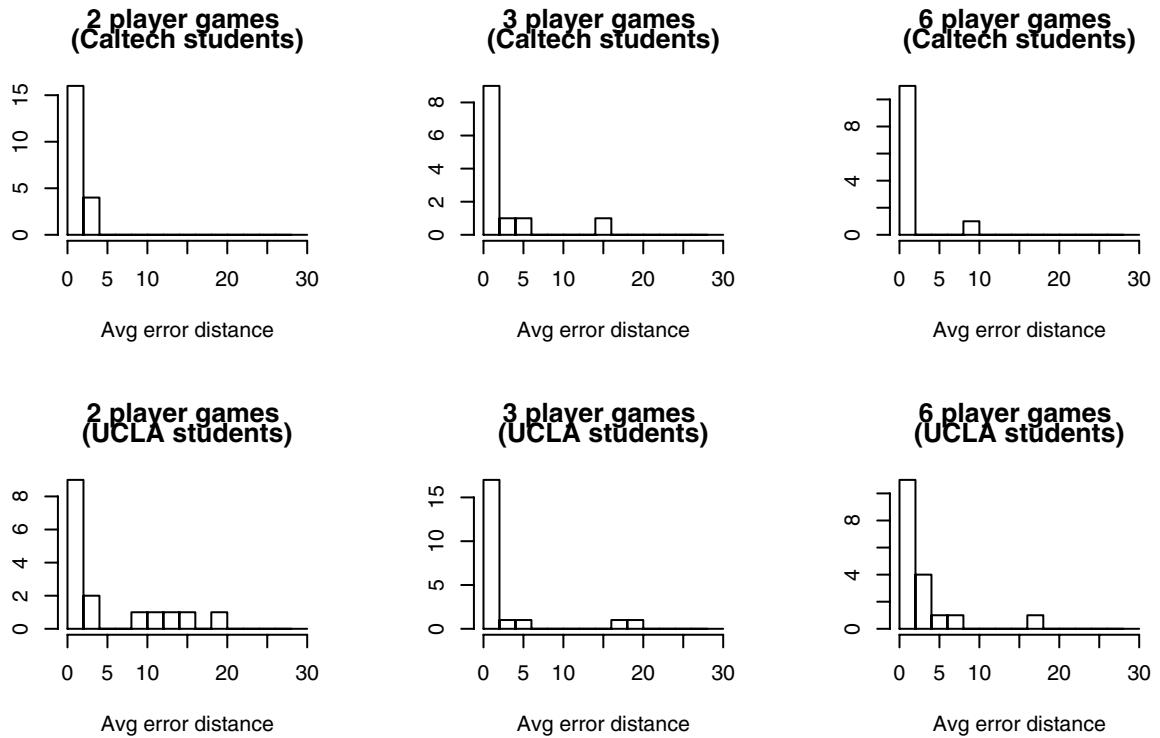 2 player games
(Caltech students)
0 5 10 15
0 5 10 20 30
Avg error distance
3 player games
(Caltech students)
0 2 4 6 8
0 5 10 20 30
Avg error distance
6 player games
(Caltech students)
0 4 8
0 5 10 20 30
Avg error distance
2 player games
(UCLA students)
0 2 4 6 8
0 5 10 20 30
Avg error distance
3 player games
(UCLA students)
0 5 10 15
0 5 10 20 30
Avg error distance
6 player games
(UCLA students)
0 4 8
0 5 10 20 30
Avg error distance